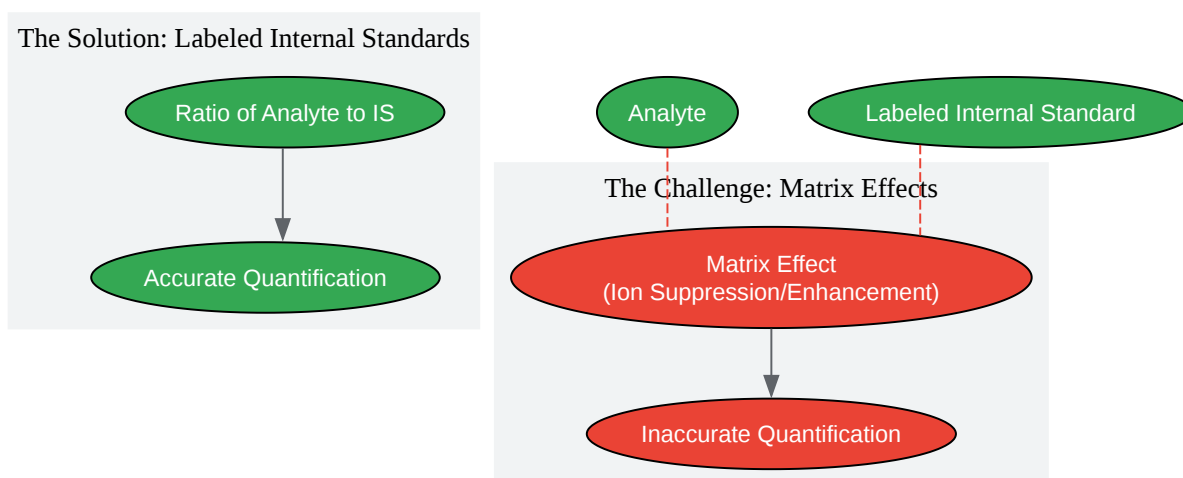 The Solution: Labeled Internal Standards
Ratio of Analyte to IS
Accurate Quantification
Analyte
Labeled Internal Standard
The Challenge: Matrix Effects
Matrix Effect
(Ion Suppression/Enhancement)
Inaccurate Quantification